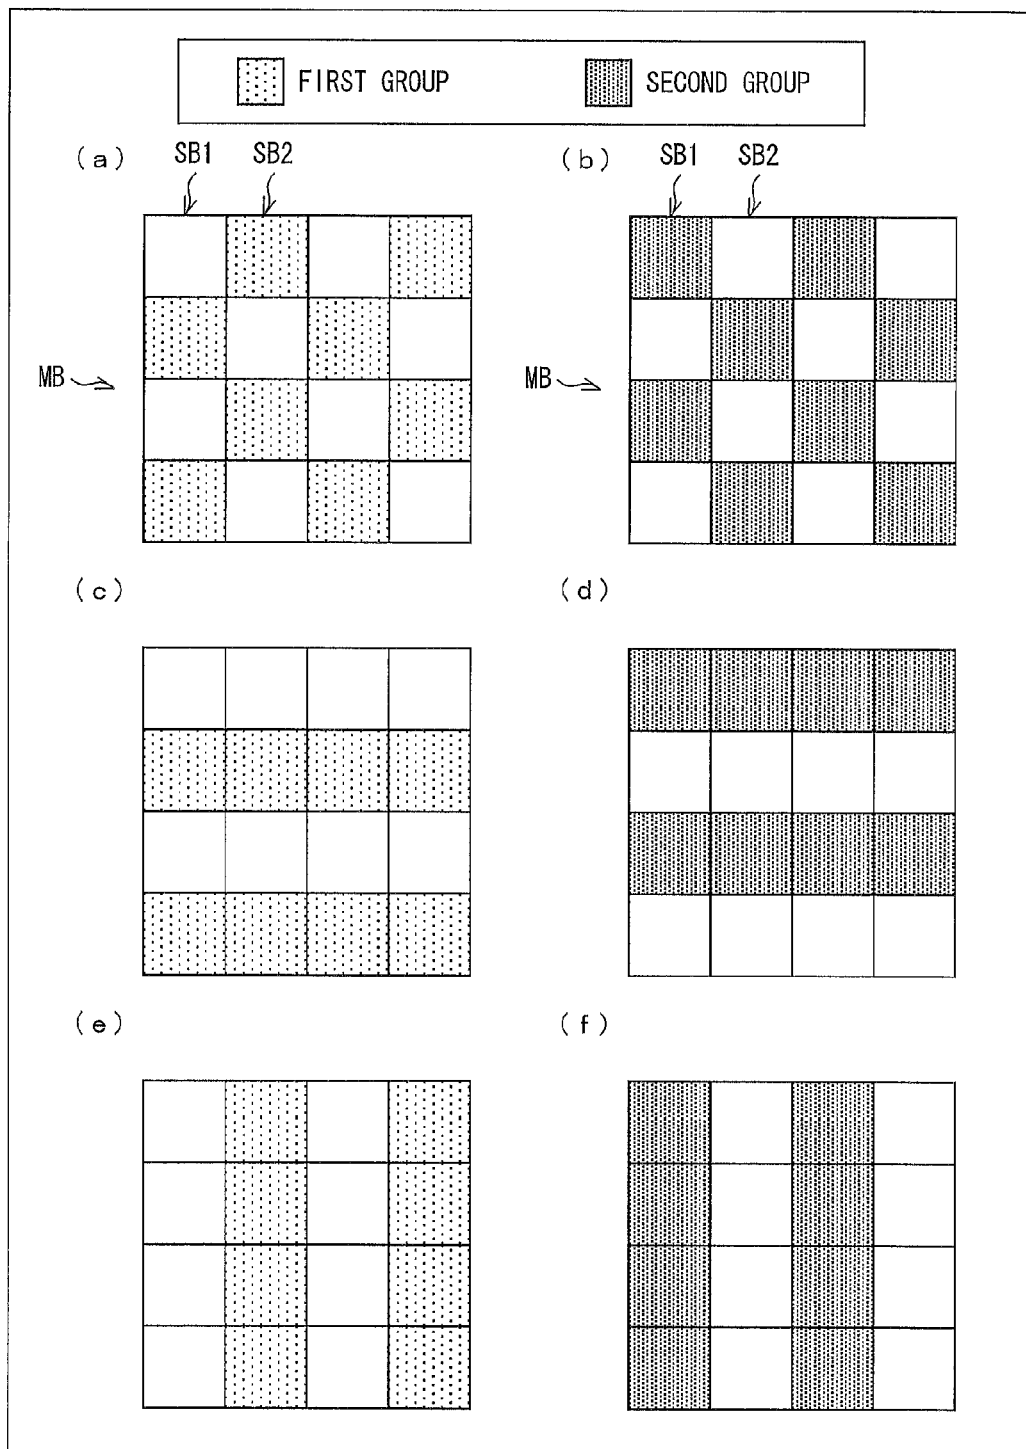 FIRST GROUP SECOND GROUP
(a) SB1 SB2 (b) SB1 SB2
MB MB
(c) (d)
(e) (f)